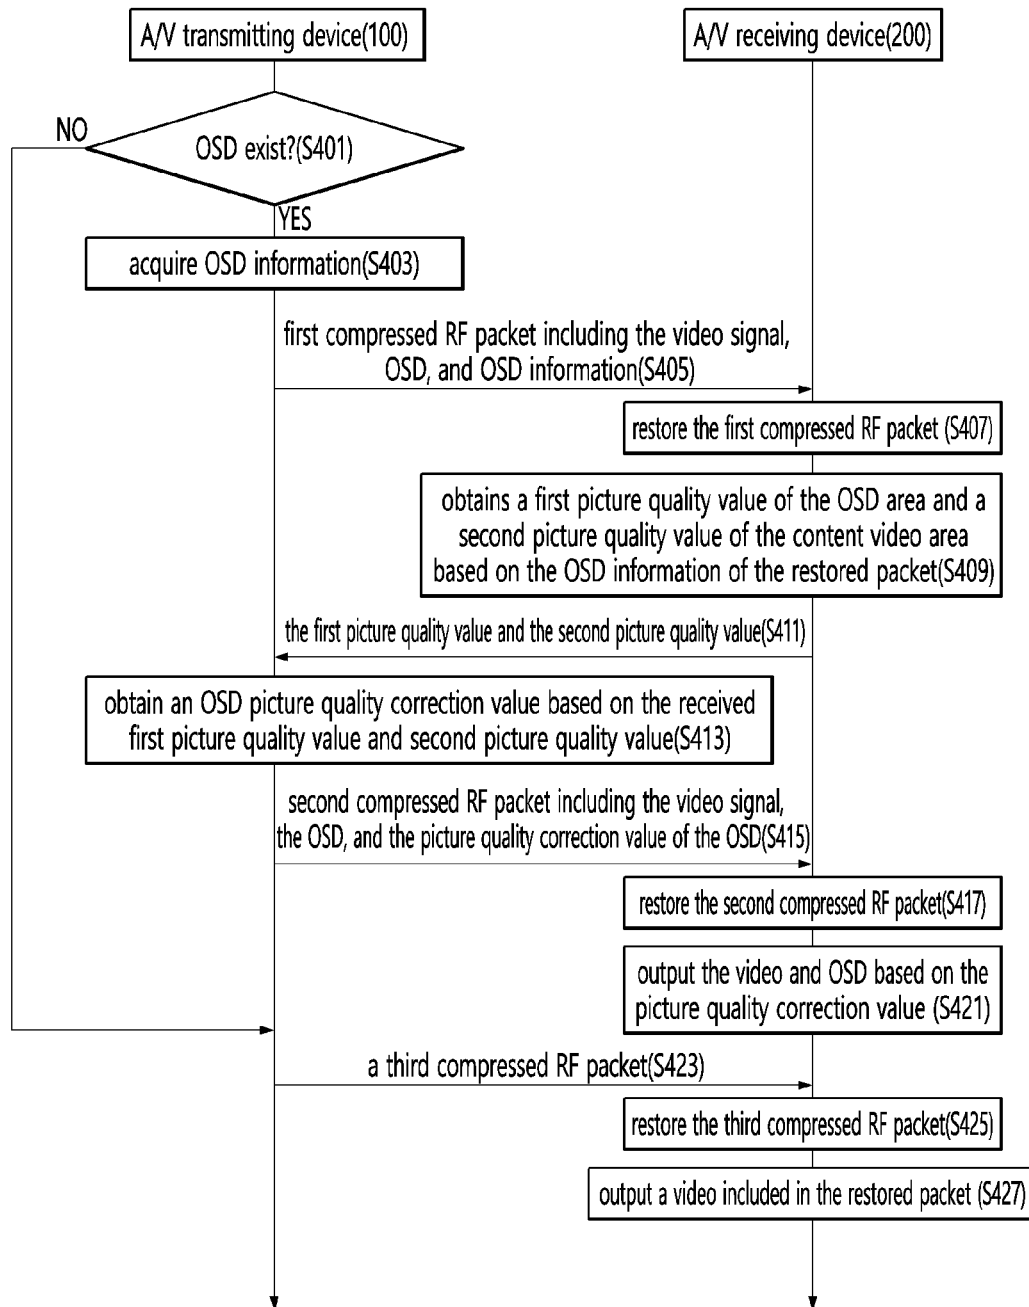 A/V transmitting device(100)
A/V receiving device(200)
NO
OSD exist?(S401)
YES
acquire OSD information(S403)
first compressed RF packet including the video signal,
OSD, and OSD information(S405)
restore the first compressed RF packet (S407)
obtains a first picture quality value of the OSD area and a
second picture quality value of the content video area
based on the OSD information of the restored packet(S409)
the first picture quality value and the second picture quality value(S411)
obtain an OSD picture quality correction value based on the received
first picture quality value and second picture quality value(S413)
second compressed RF packet including the video signal,
the OSD, and the picture quality correction value of the OSD(S415)
restore the second compressed RF packet(S417)
output the video and OSD based on the
picture quality correction value (S421)
a third compressed RF packet(S423)
restore the third compressed RF packet(S425)
output a video included in the restored packet (S427)